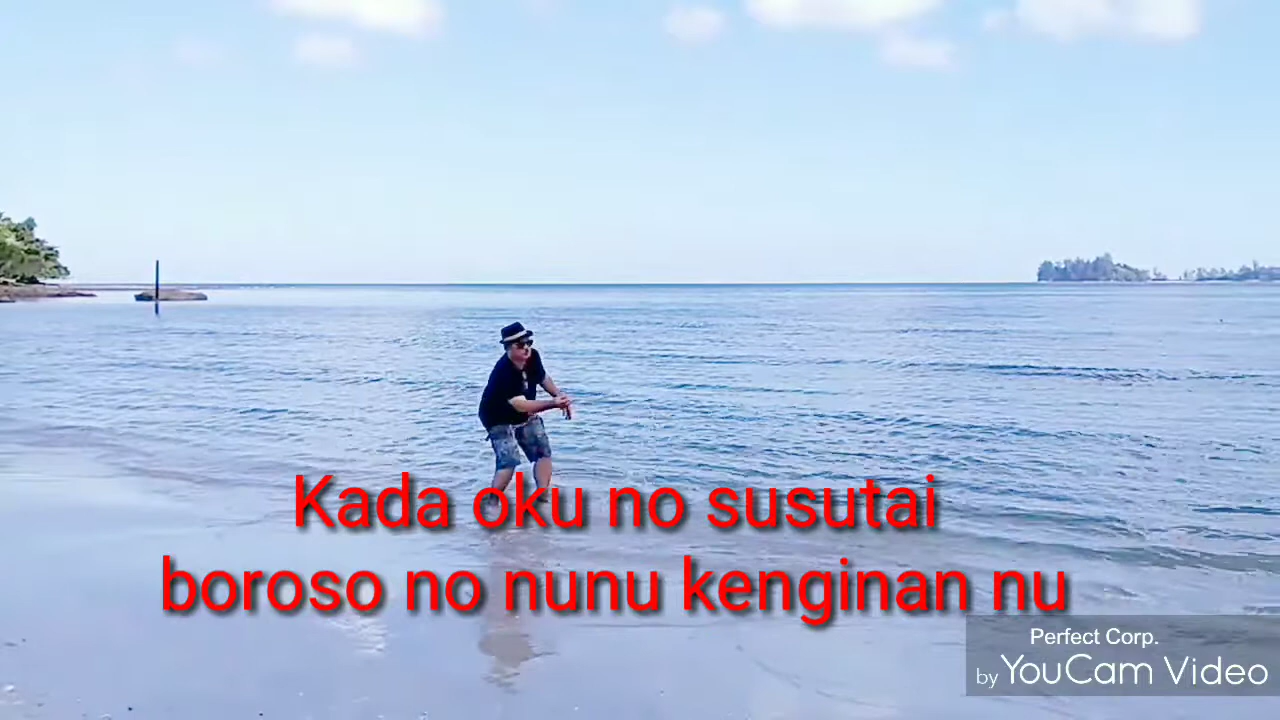 Kada oku no susutai
boroso no nunu kenginan nu
Perfect Corp.
by YouCam Video